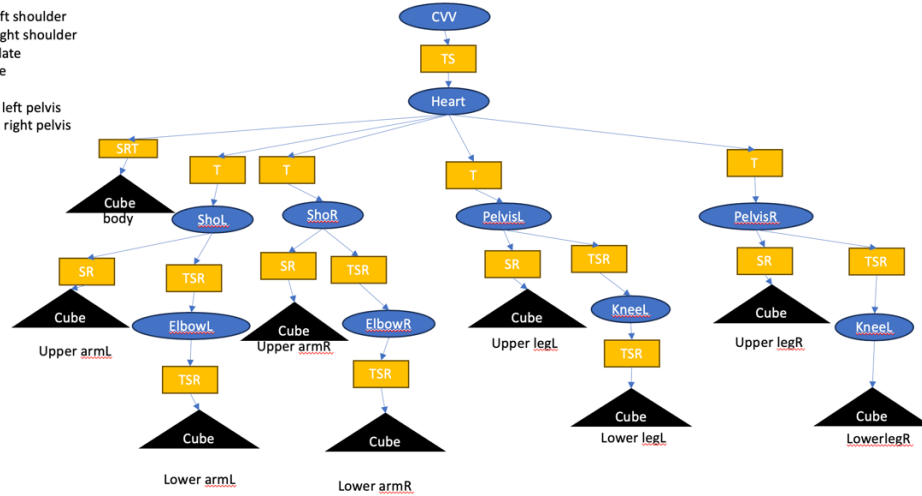 ft shoulder
ght shoulder
late
e
left pelvis
right pelvis
CVV
TS
Heart
SRT
T
T
T
T
Cube
body
ShoL
ShoR
PelvisL
PelvisR
SR
TSR
SR
TSR
SR
TSR
SR
TSR
Cube
Upper armL
ElbowL
Cube
Upper armR
ElbowR
Cube
Upper legL
KneeL
Cube
Upper legR
KneeL
TSR
TSR
TSR
Cube
Lower armL
Cube
Lower armR
Cube
Lower legL
Cube
LowerlegR